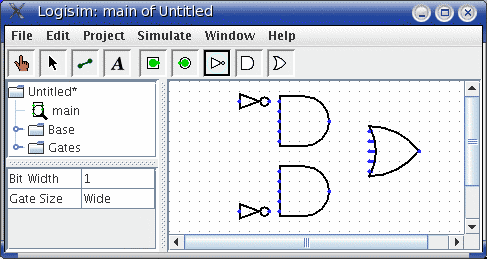 Logisim: main of Untitled
File Edit Project Simulate Window Help
A
Untitled*
main
Base
Gates
Bit Width 1
Gate Size Wide